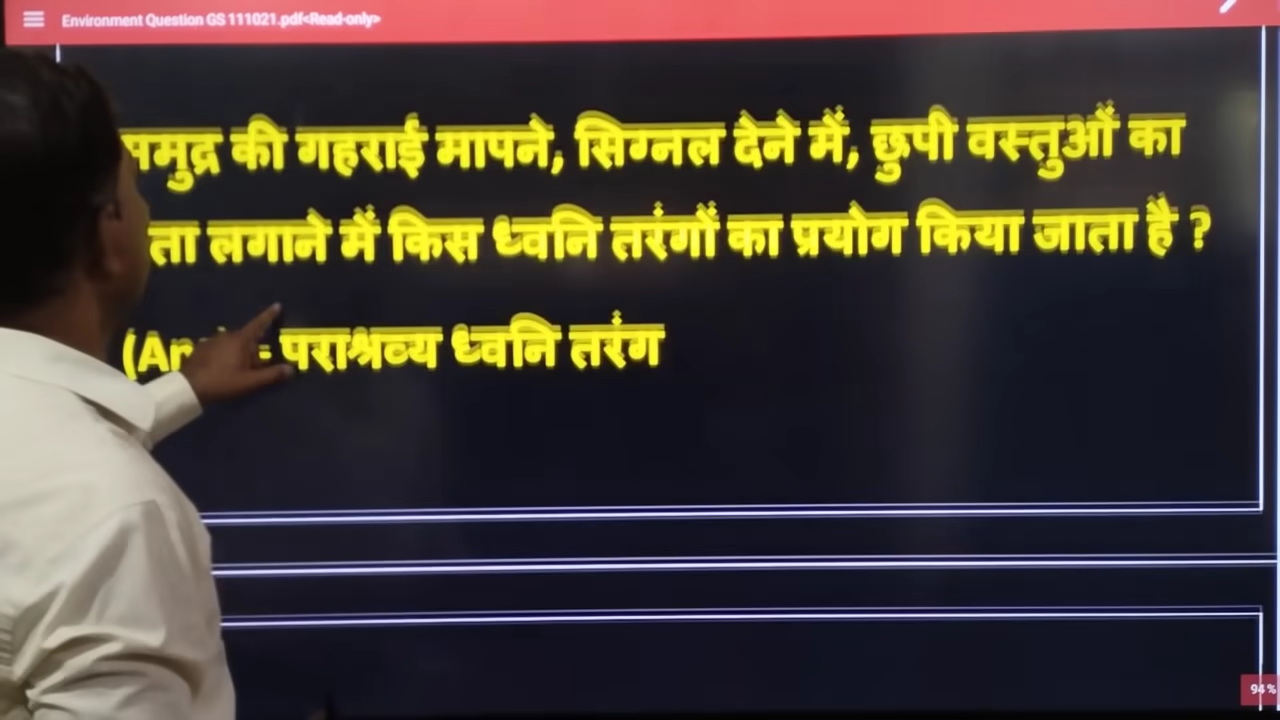 Environment Question GS 111021.pdf<Read-only>
समुद्र की गहराई मापने, सिग्नल देने में, छुपी वस्तुओं का
लगाने में किस ध्वनि तरंगों का प्रयोग किया जाता है ?
- पराश्रव्य ध्वनि तरंग
94%